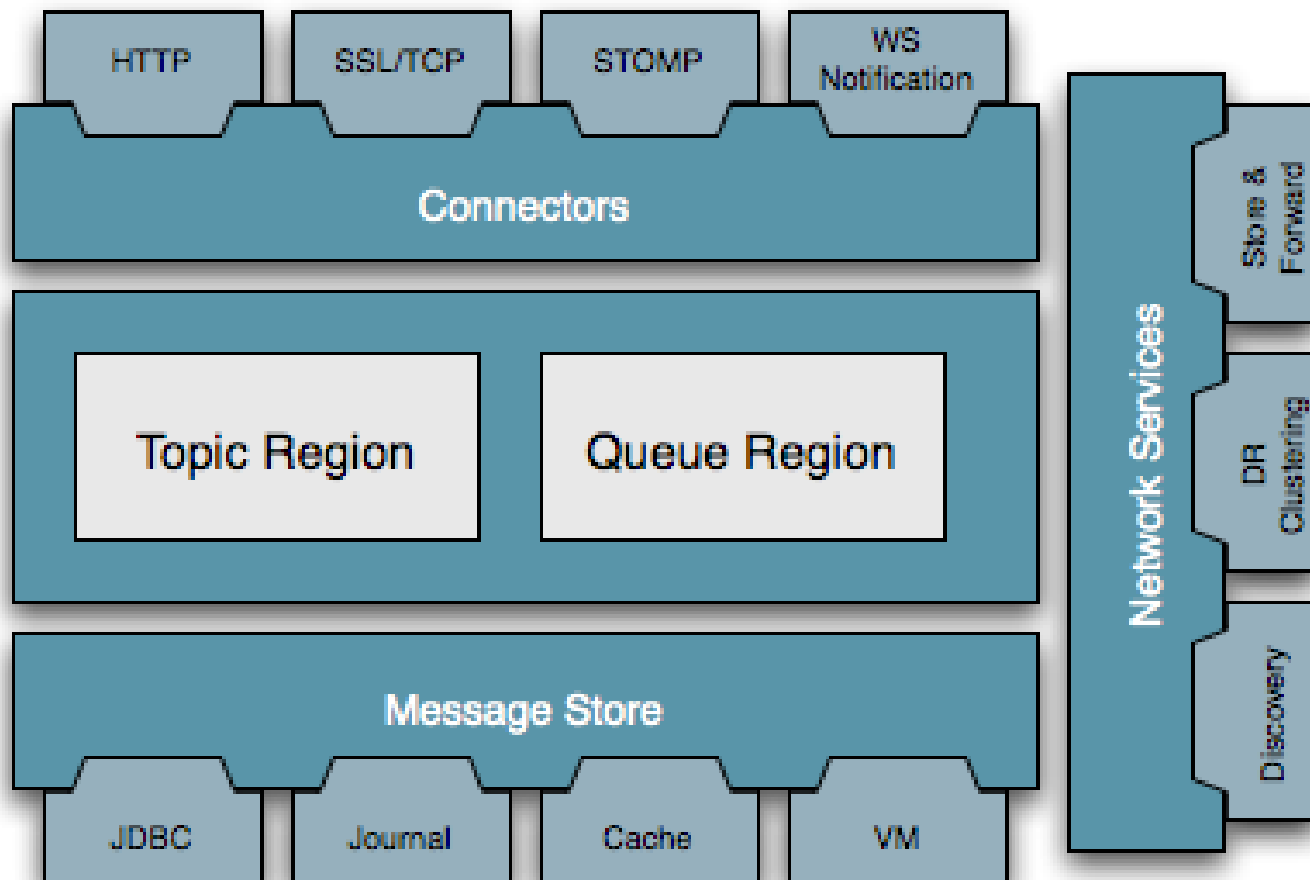 HTTP
SSL/TCP
STOMP
WS
Notification
Connectors
Topic Region
Queue Region
Message Store
JDBC
Journal
Cache
VM
Network Services
Store &
Forward
DR
Clustering
Discovery